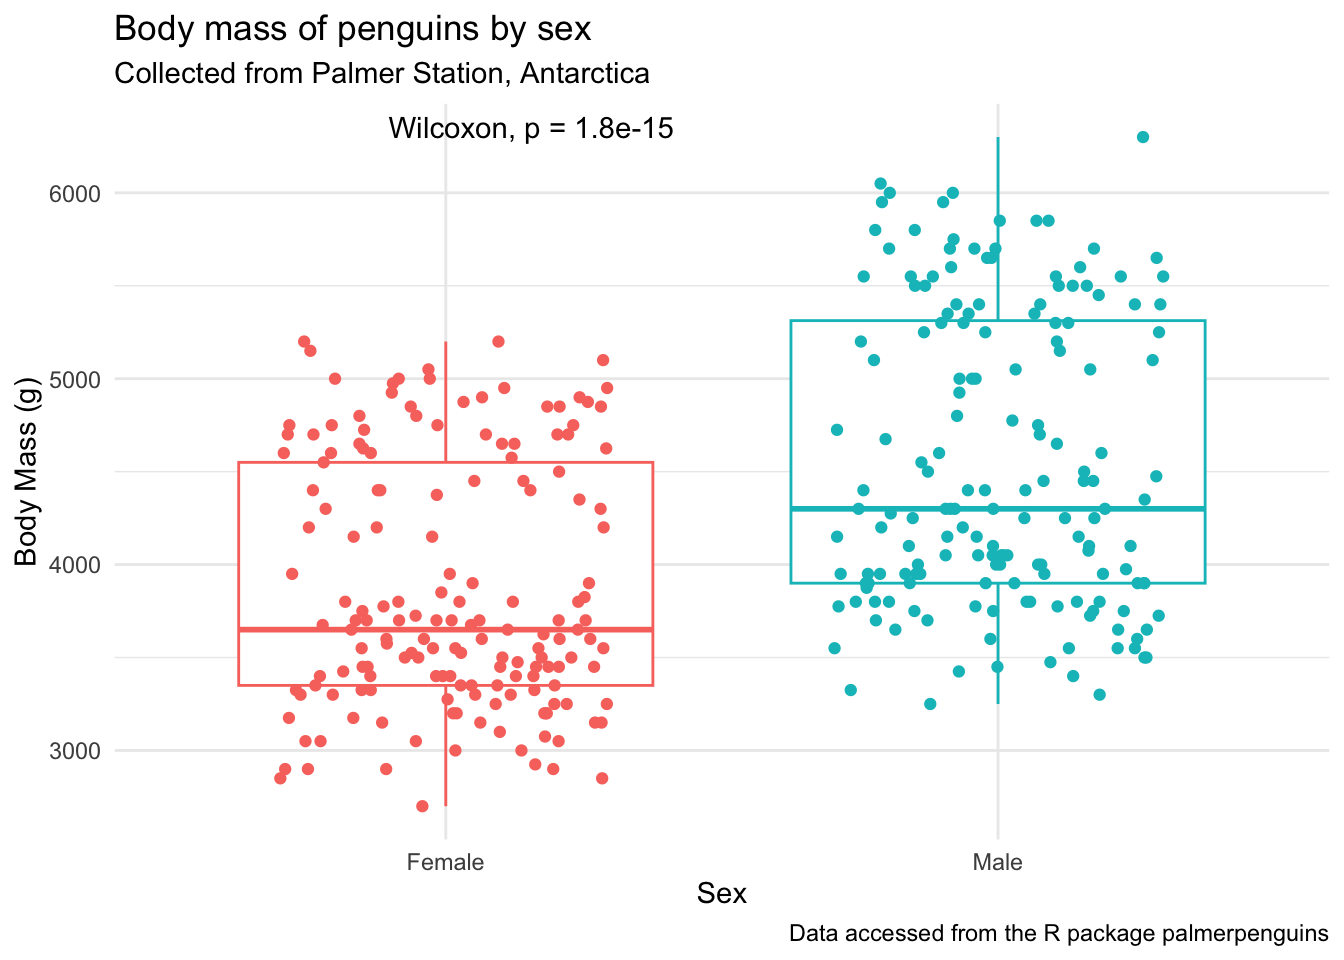 Body mass of penguins by sex
Collected from Palmer Station, Antarctica
Wilcoxon, p = 1.8e-15
6000
5000
4000
3000
Body Mass (g)
Female
Male
Sex
Data accessed from the R package palmerpenguins